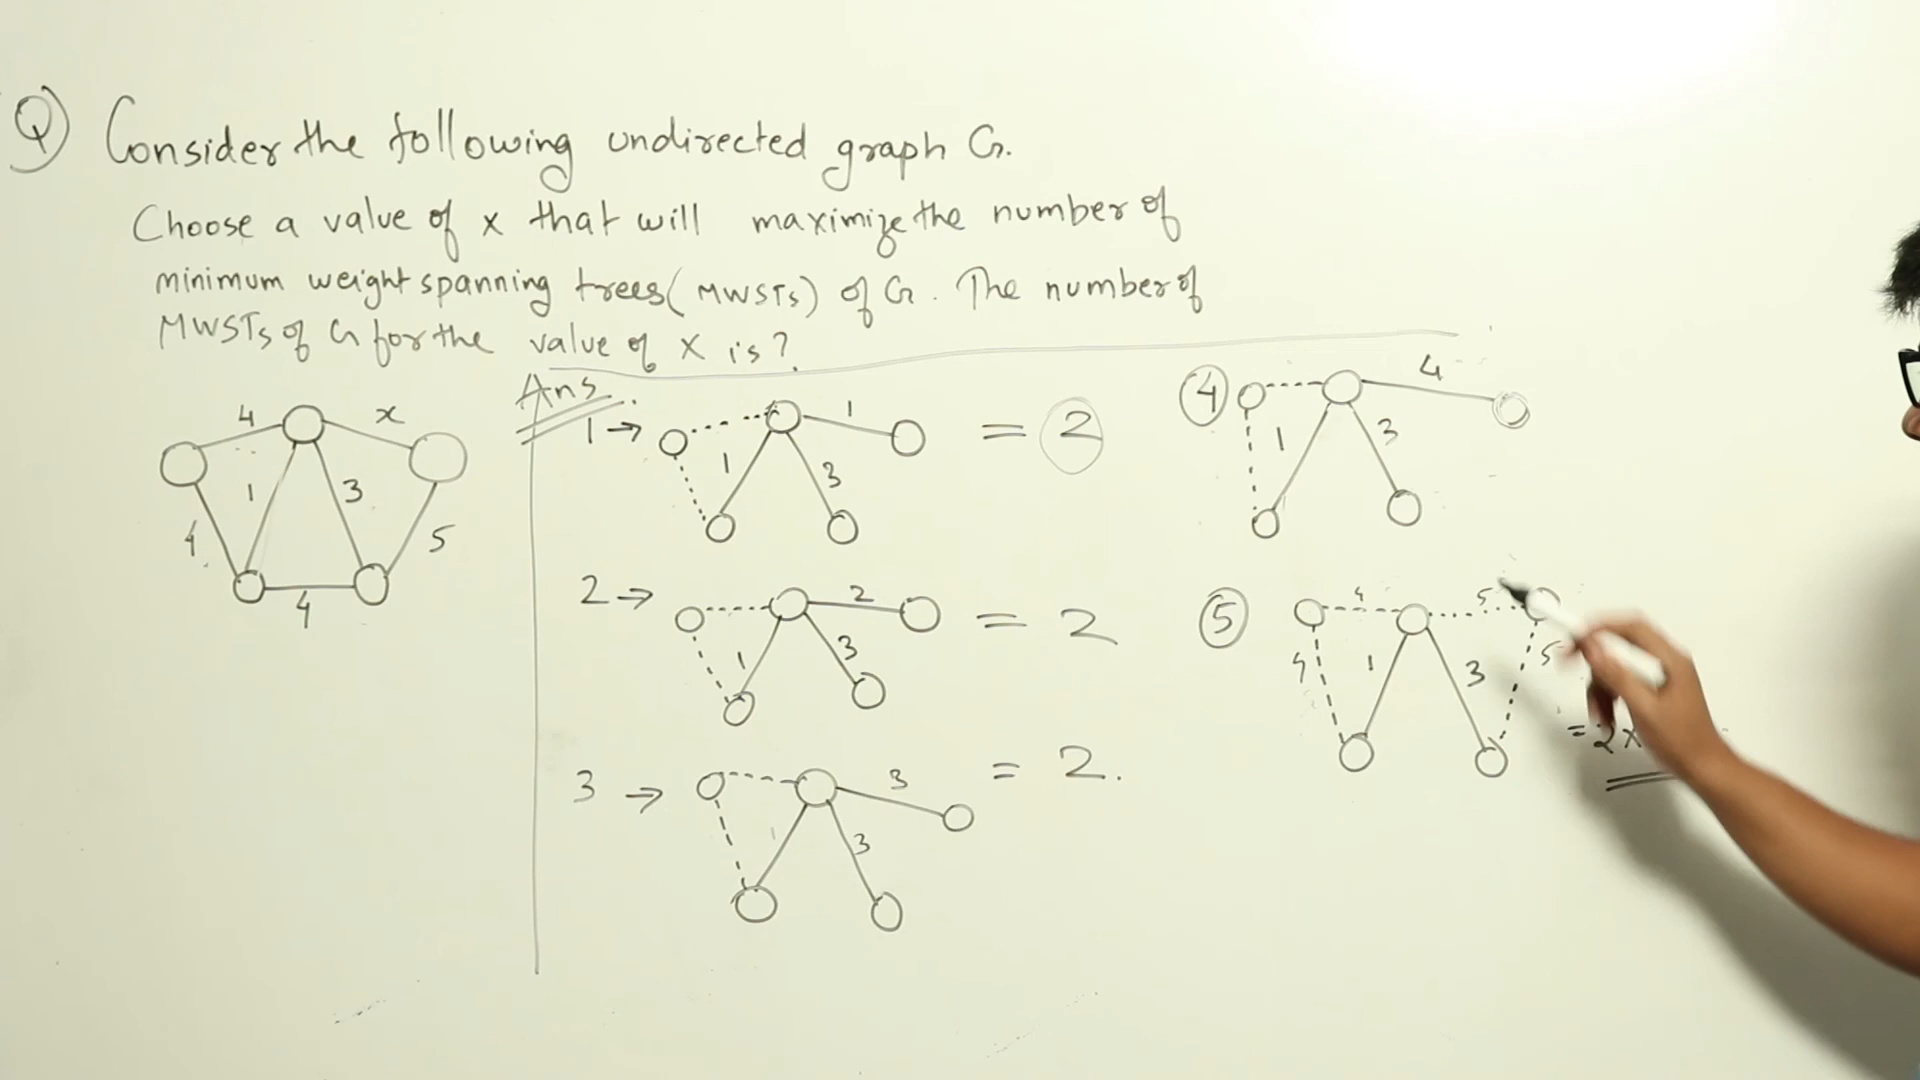 Q) Consider the following undirected graph G.
Choose a value of x that will maximize the number of
minimum weight spanning trees (MWSTs) of G. The number of
MWSTs of G for the value of X is?
Ans.
4 x
1 3
4 5
4
1 → 1 = 2
1 3
2 → 2 = 2
1 3
3 → 3 = 2.
1 3
4 4
1 3
5 4 5
4 1 3 5
= 2 x